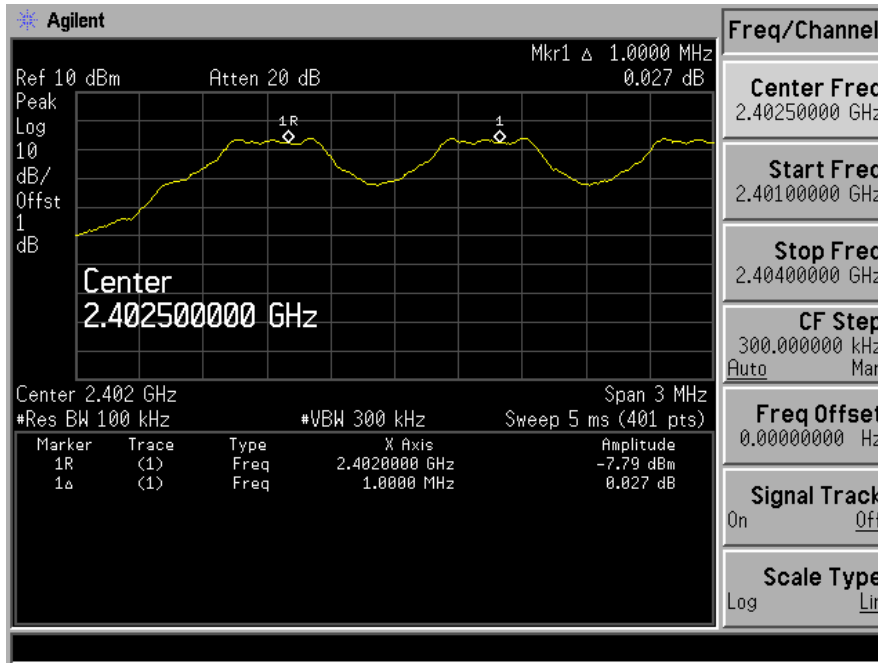 Agilent
Freq/Channel
Mkr1 Δ 1.0000 MHz
Ref 10 dBm Atten 20 dB 0.027 dB
Peak
Log
10
dB/
Offst
1
dB
1R
1
Center
2.402500000 GHz
Center 2.402 GHz Span 3 MHz
#Res BW 100 kHz #VBW 300 kHz Sweep 5 ms (401 pts)
Marker Trace Type X Axis Amplitude
1R (1) Freq 2.4020000 GHz -7.79 dBm
1Δ (1) Freq 1.0000 MHz 0.027 dB
Center Freq
2.40250000 GHz
Start Freq
2.40100000 GHz
Stop Freq
2.40400000 GHz
CF Step
300.000000 kHz
Auto Man
Freq Offset
0.00000000 Hz
Signal Track
On Off
Scale Type
Log Lin